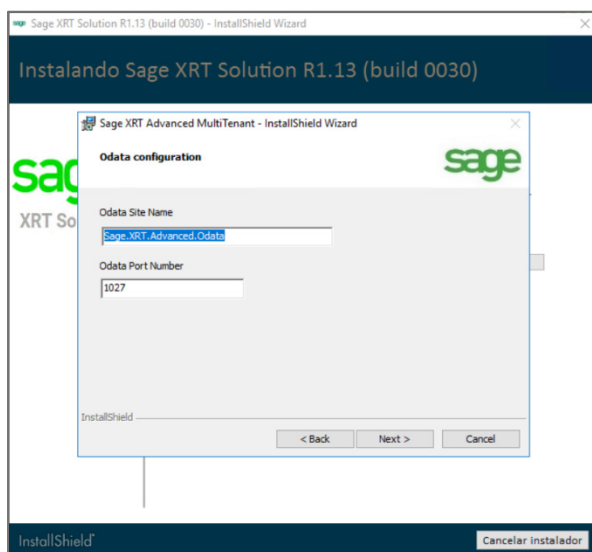 Sage XRT Solution R1.13 (build 0030) - InstallShield Wizard
Instalando Sage XRT Solution R1.13 (build 0030)
Sage XRT Advanced MultiTenant - InstallShield Wizard
Odata configuration
sage
sag
XRT So
Odata Site Name
Sage.XRT.Advanced.Odata
Odata Port Number
1027
InstallShield
< Back Next > Cancel
InstallShield
Cancelar instalador